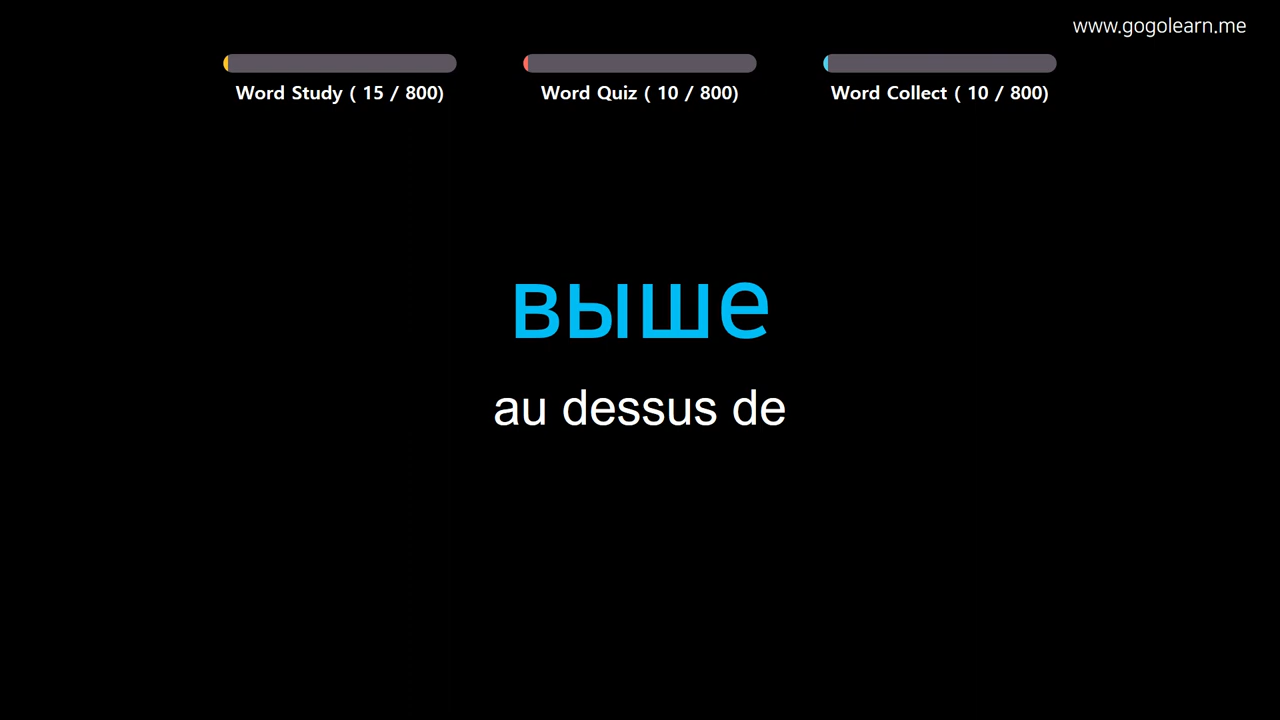 www.gogolearn.me
Word Study ( 15 / 800)
Word Quiz ( 10 / 800)
Word Collect ( 10 / 800)
выше
au dessus de